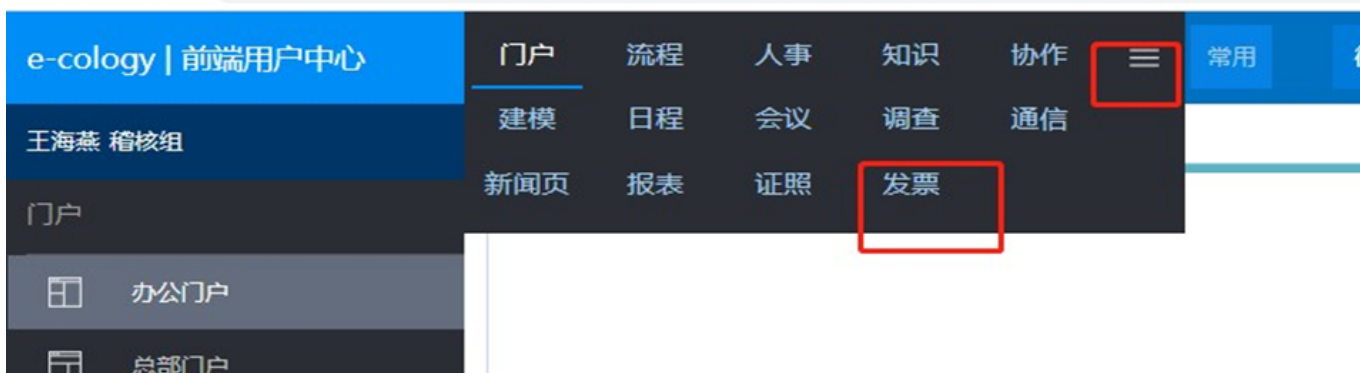 e-cology | 前端用户中心
门户 流程 人事 知识 协作 常用
建模 日程 会议 调查 通信
王海燕 稽核组
新闻页 报表 证照 发票
门户
办公门户
总部门户